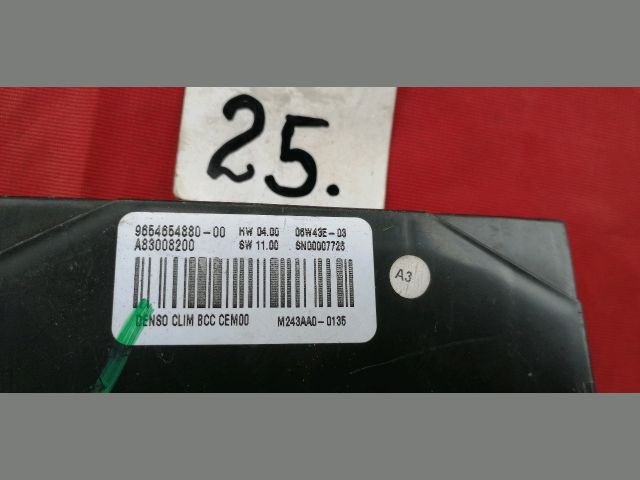 25.
9654654880-00 HW 04.00 06W43E-03
A83008200 SW 11.00 SN00007726
DENSO CLIM BCC CEM00 M243AA0-0135
A3